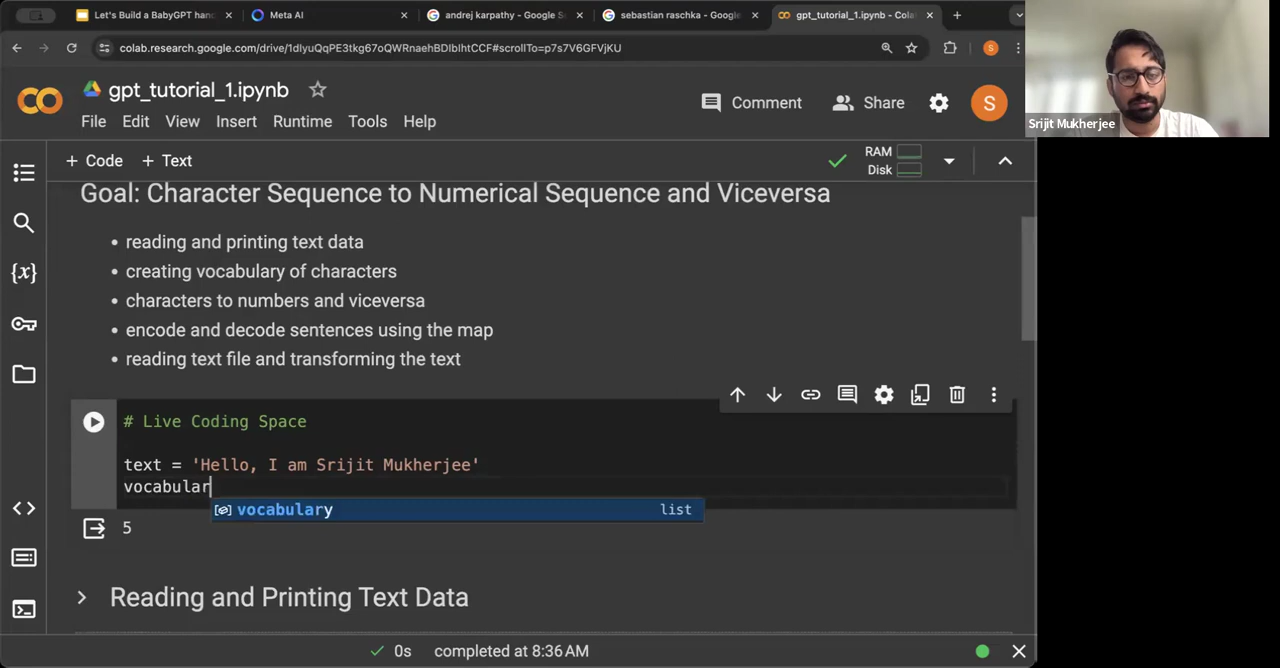 Let's Build a BabyGPT han
Meta AI
andrej karpathy - Google S
sebastian raschka - Google
gpt_tutorial_1.ipynb - Colab
colab.research.google.com/drive/1dlyuQqPE3tkg67oQWRnaehBDIblhtCCF#scrollTo=p7s7V6GFVjKU
S
CO
gpt_tutorial_1.ipynb
File Edit View Insert Runtime Tools Help
Comment
Share
S
Srijit Mukherjee
+ Code + Text
RAM
Disk
Goal: Character Sequence to Numerical Sequence and Viceversa
• reading and printing text data
• creating vocabulary of characters
• characters to numbers and viceversa
• encode and decode sentences using the map
• reading text file and transforming the text
# Live Coding Space
text = 'Hello, I am Srijit Mukherjee'
vocabular
vocabulary list
5
Reading and Printing Text Data
0s completed at 8:36 AM